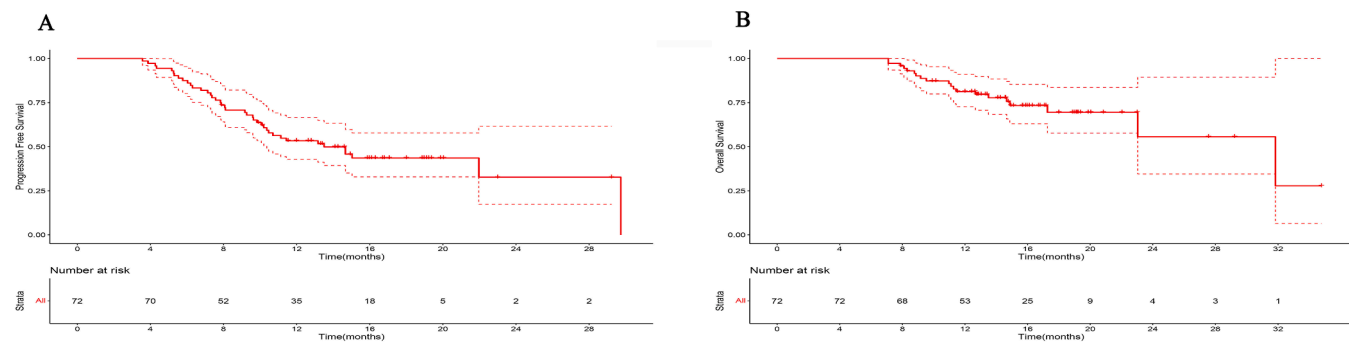 A
1.00
0.75
0.50
0.25
0.00
Progression Free Survival
0 4 8 12 16 20 24 28
Time(months)
Number at risk
Strata
All 72 70 52 35 18 5 2 2
0 4 8 12 16 20 24 28
Time(months)
B
1.00
0.75
0.50
0.25
0.00
Overall Survival
0 4 8 12 16 20 24 28 32
Time(months)
Number at risk
Strata
All 72 72 68 53 25 9 4 3 1
0 4 8 12 16 20 24 28 32
Time(months)